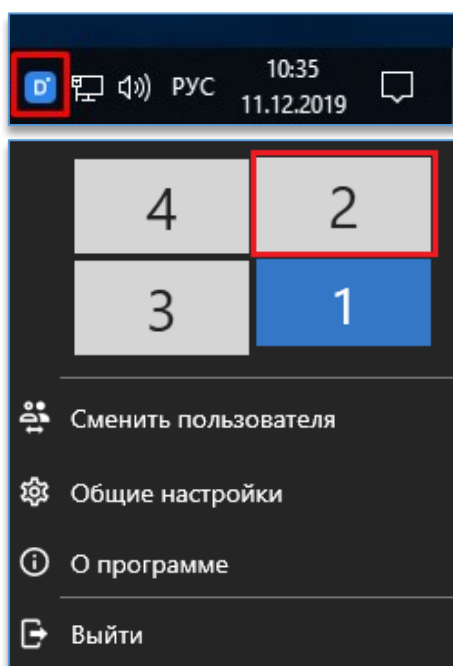 D
РУС
10:35
11.12.2019
4 2
3 1
Сменить пользователя
Общие настройки
О программе
Выйти